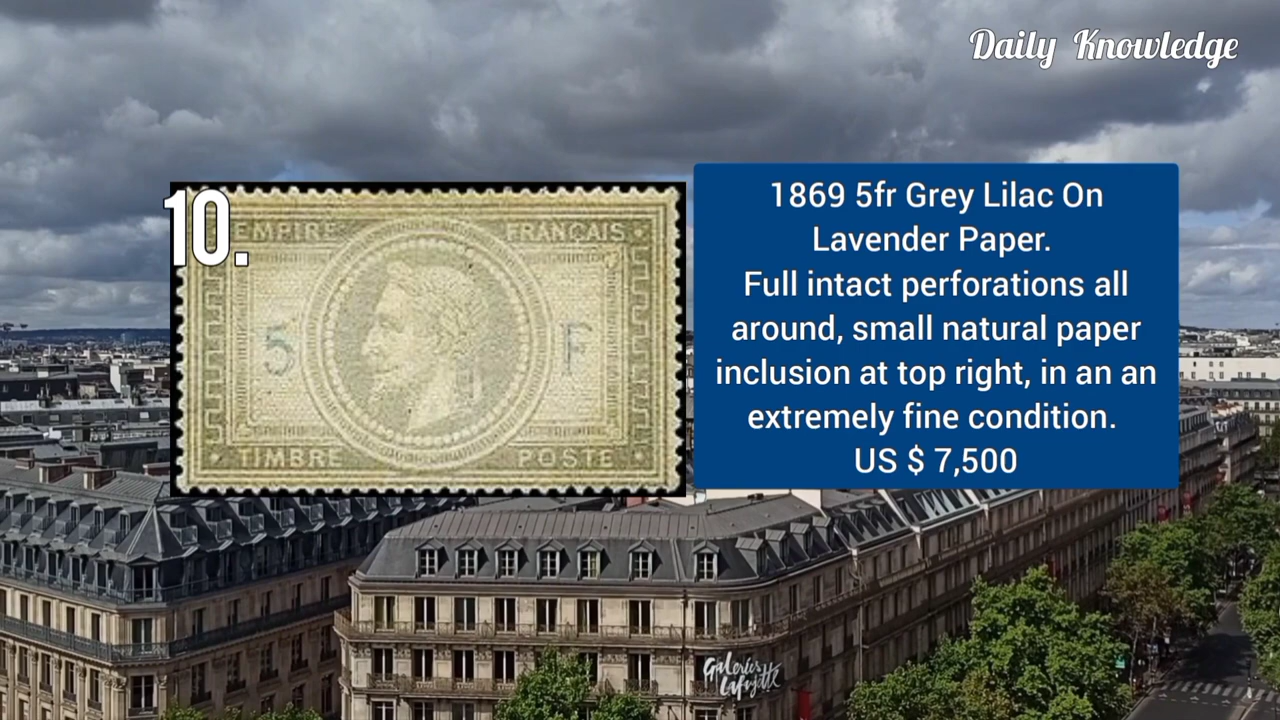 Daily Knowledge
10.
EMPIRE FRANÇAIS
5 F
TIMBRE POSTE
1869 5fr Grey Lilac On
Lavender Paper.
Full intact perforations all
around, small natural paper
inclusion at top right, in an an
extremely fine condition.
US $ 7,500
Galeries
Lafayette